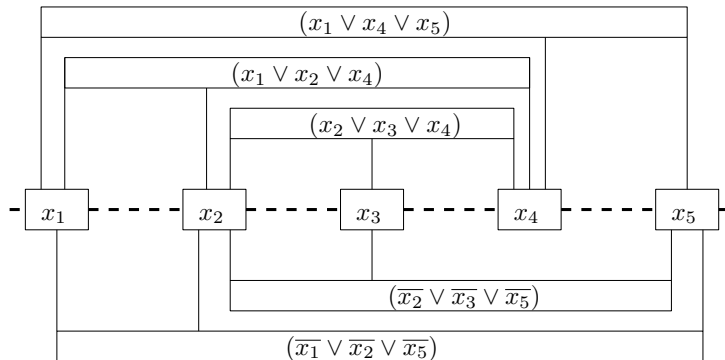 (x₁ ∨ x₄ ∨ x₅)
(x₁ ∨ x₂ ∨ x₄)
(x₂ ∨ x₃ ∨ x₄)
x₁ x₂ x₃ x₄ x₅
(x̅₂ ∨ x̅₃ ∨ x̅₅)
(x̅₁ ∨ x̅₂ ∨ x̅₅)